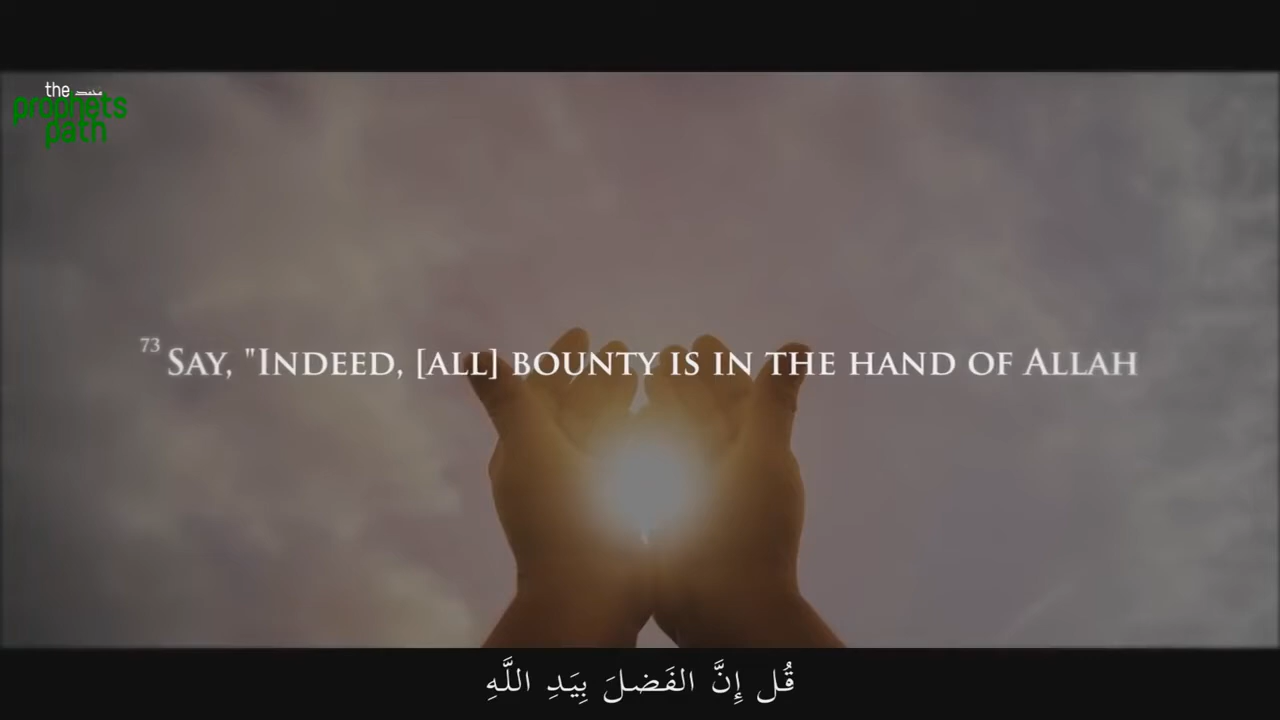 the
prophets
path
73 Say, "Indeed, [all] bounty is in the hand of Allah
قُل إِنَّ الفَضلَ بِيَدِ اللَّهِ